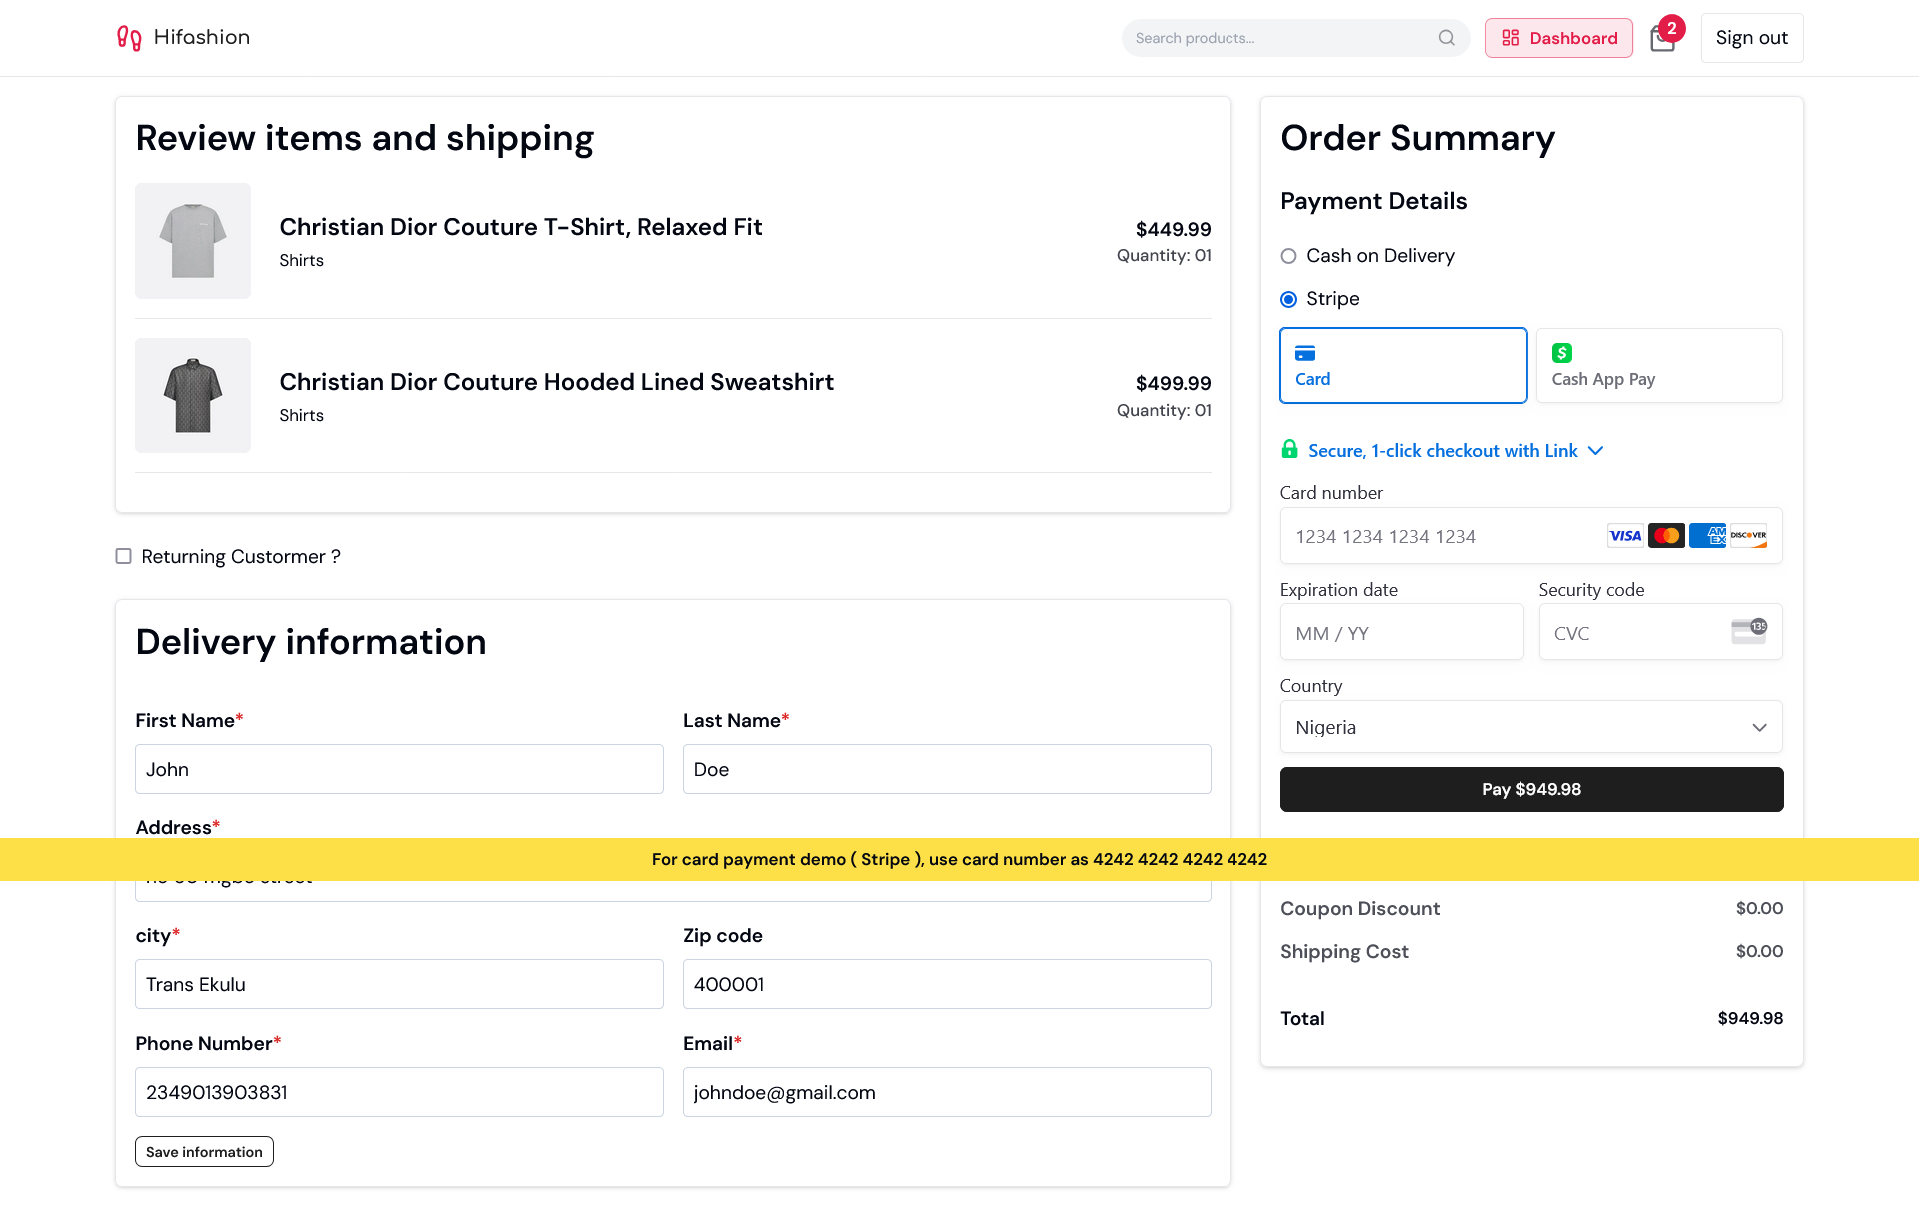 Hifashion
Search products...
Dashboard
2
Sign out
Review items and shipping
Christian Dior Couture T-Shirt, Relaxed Fit
Shirts
$449.99
Quantity: 01
Christian Dior Couture Hooded Lined Sweatshirt
Shirts
$499.99
Quantity: 01
Returning Custormer ?
Delivery information
First Name*
John
Last Name*
Doe
Address*
For card payment demo ( Stripe ), use card number as 4242 4242 4242 4242
city*
Trans Ekulu
Zip code
400001
Phone Number*
2349013903831
Email*
johndoe@gmail.com
Save information
Order Summary
Payment Details
Cash on Delivery
Stripe
Card
$
Cash App Pay
Secure, 1-click checkout with Link
Card number
1234 1234 1234 1234
VISA
AM
EX
DISCOVER
Expiration date
MM / YY
Security code
CVC
135
Country
Nigeria
Pay $949.98
Coupon Discount
$0.00
Shipping Cost
$0.00
Total
$949.98